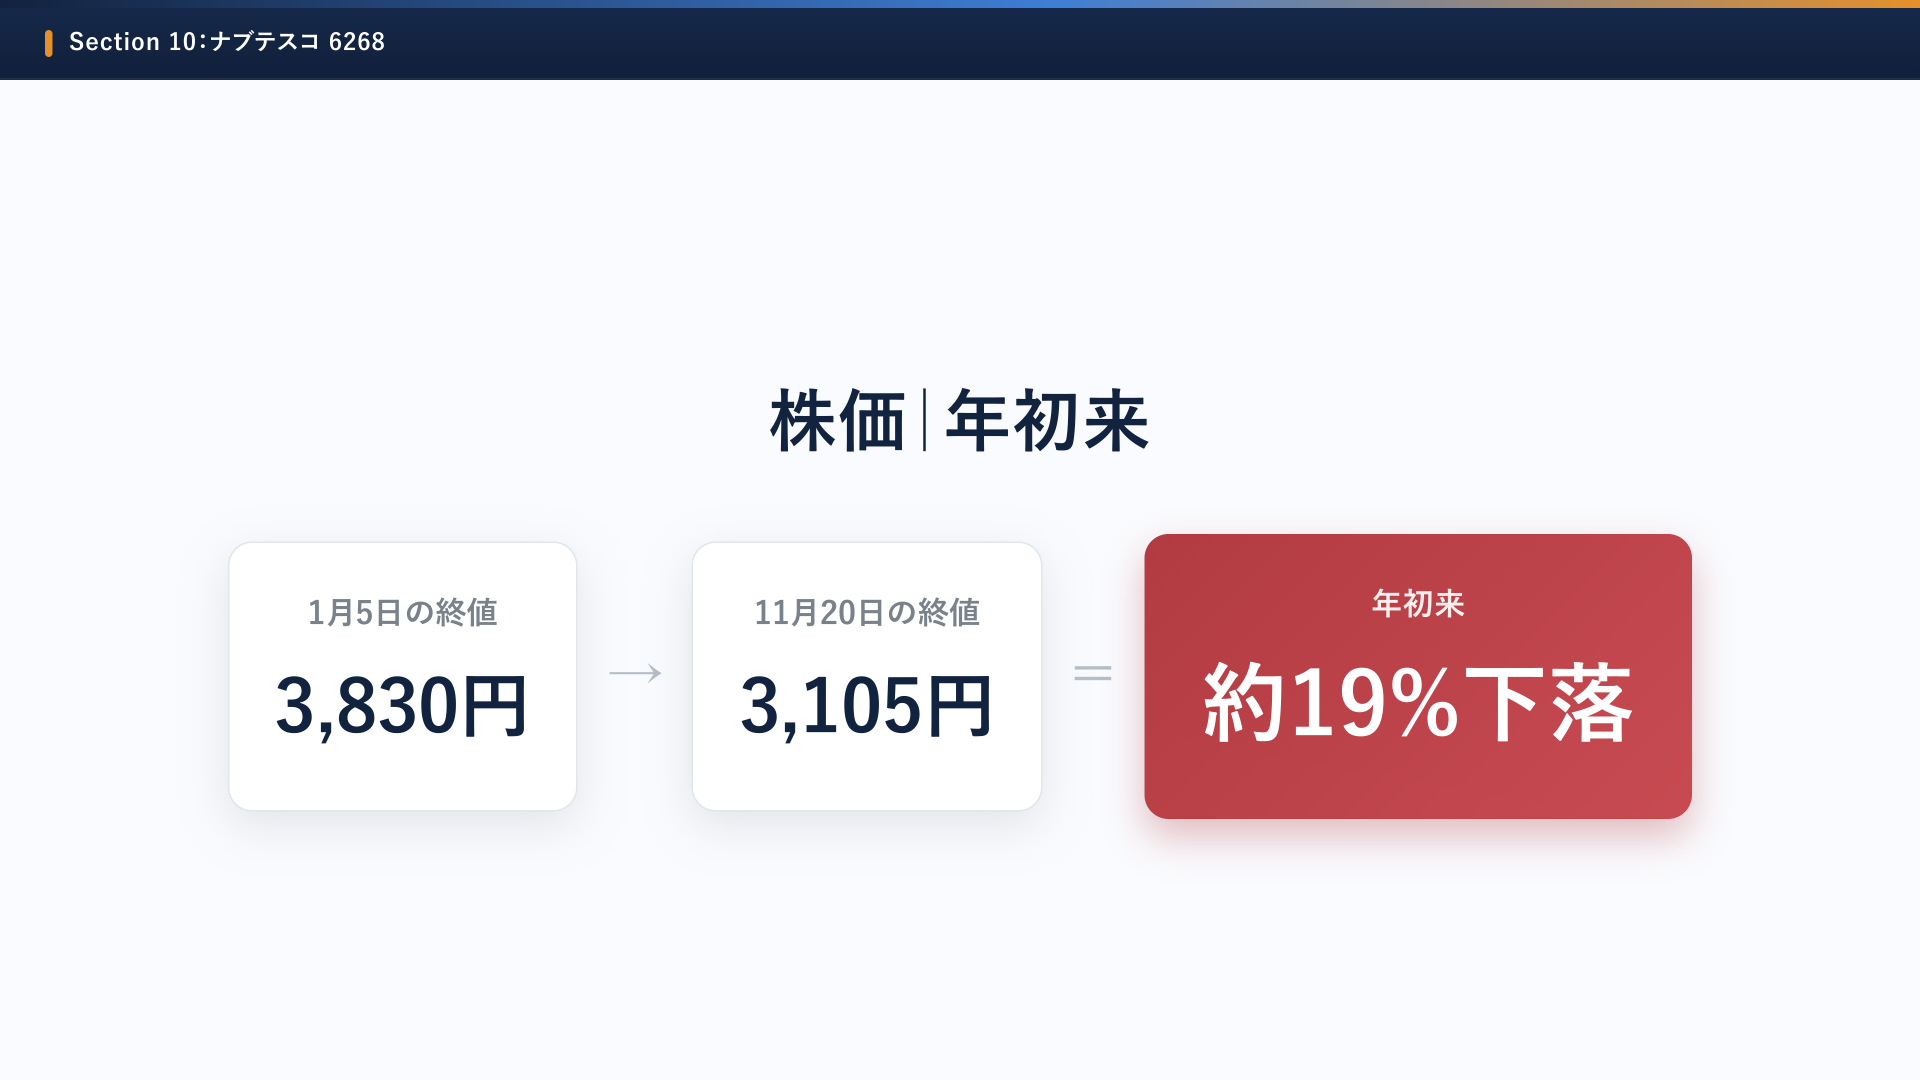 Section 10：ナブテスコ 6268
株価｜年初来
1月5日の終値
3,830円
→
11月20日の終値
3,105円
＝
年初来
約19%下落